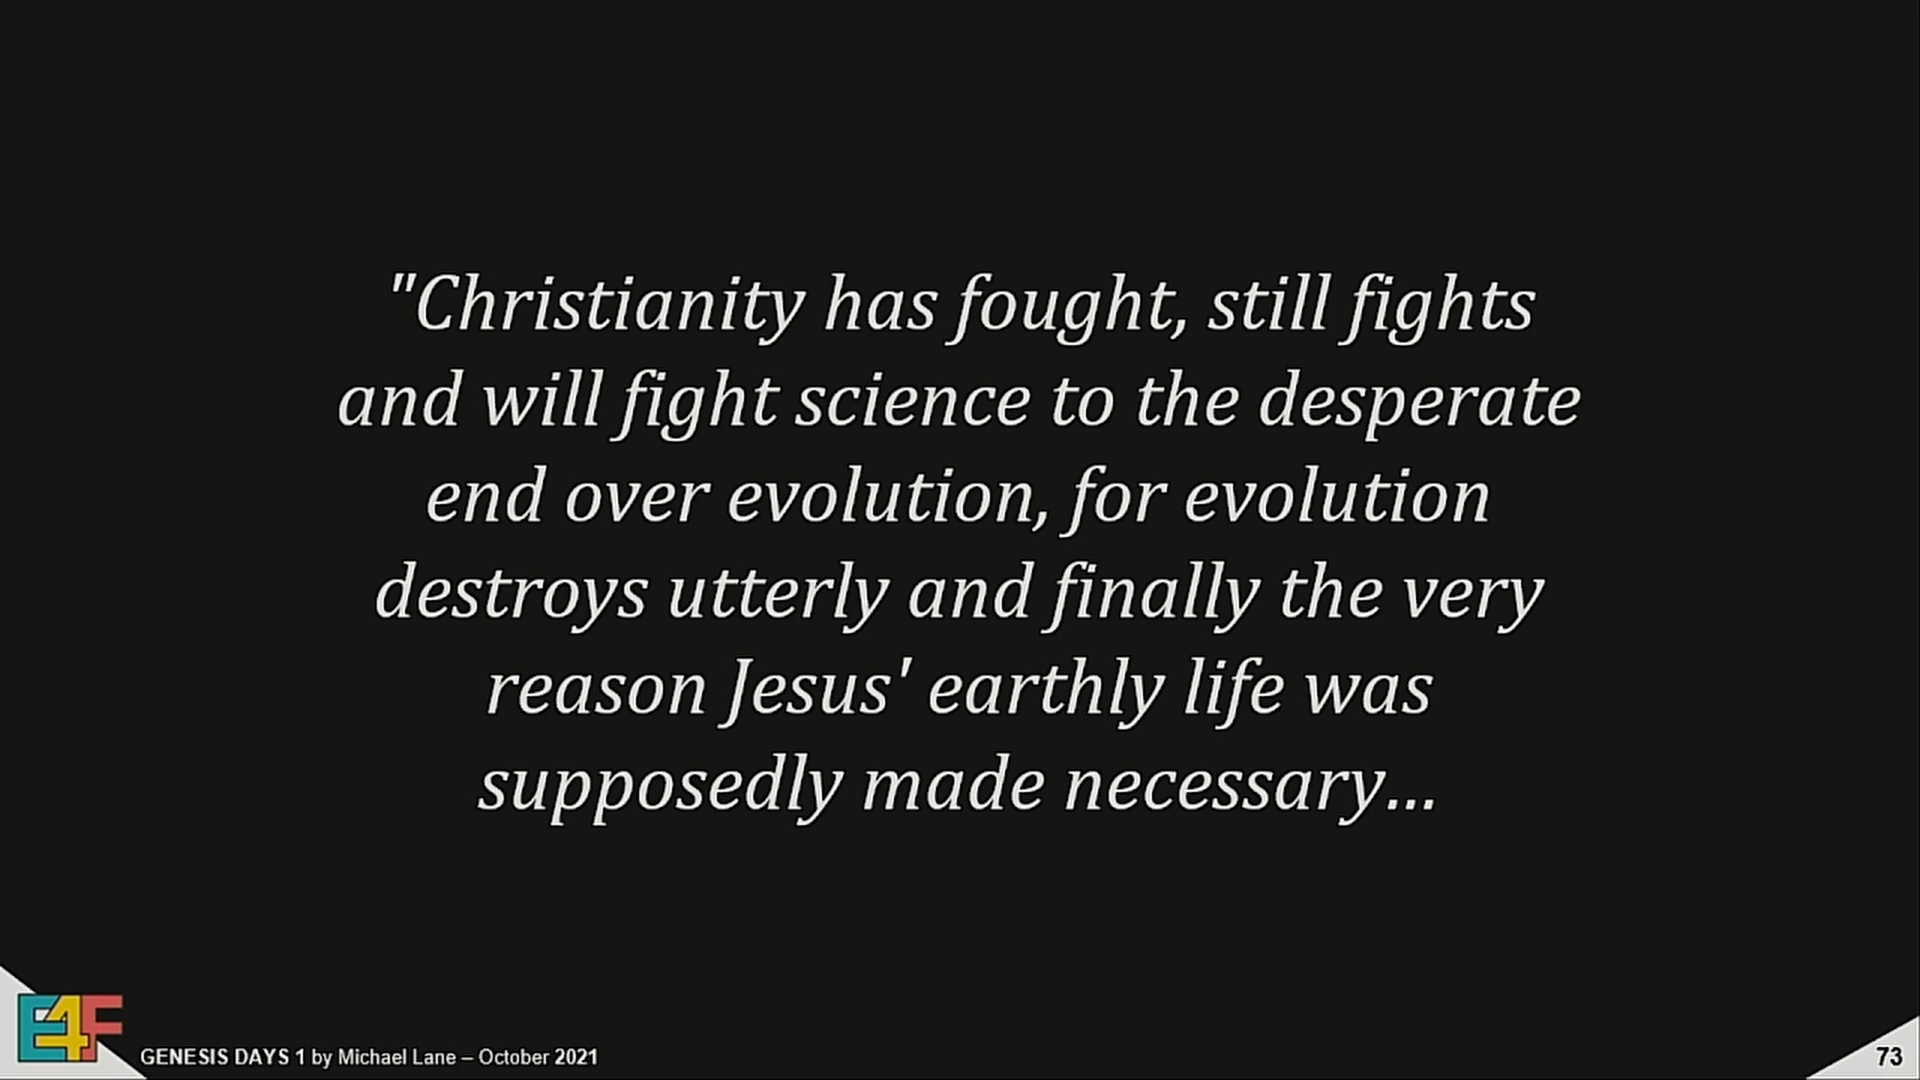 "Christianity has fought, still fights
and will fight science to the desperate
end over evolution, for evolution
destroys utterly and finally the very
reason Jesus' earthly life was
supposedly made necessary...
E4F
GENESIS DAYS 1 by Michael Lane – October 2021
73